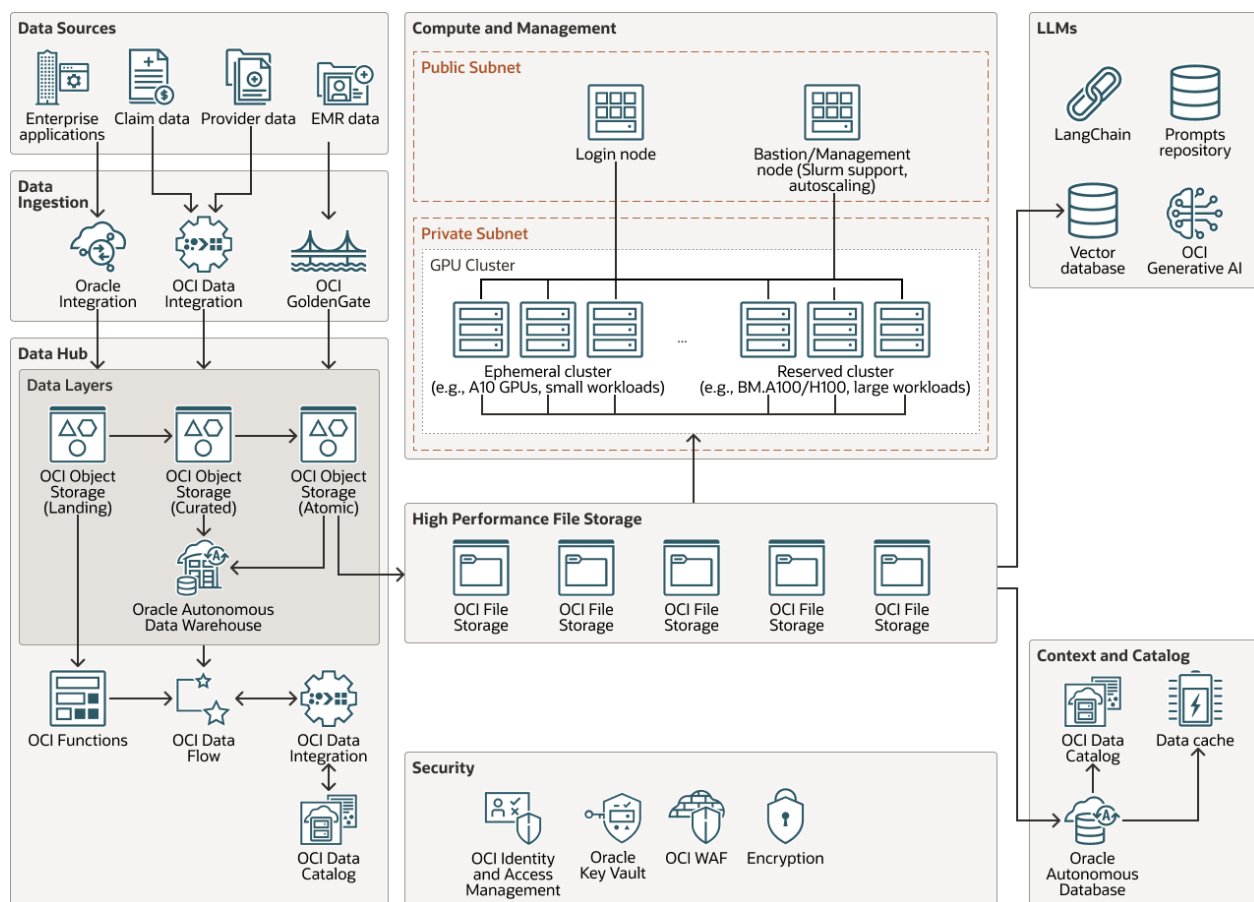 Data Sources
Enterprise
applications
Claim data
Provider data
EMR data
Data
Ingestion
Oracle
Integration
OCI Data
Integration
OCI
GoldenGate
Data Hub
Data Layers
OCI Object
Storage
(Landing)
OCI Object
Storage
(Curated)
OCI Object
Storage
(Atomic)
Oracle Autonomous
Data Warehouse
OCI Functions
OCI Data
Flow
OCI Data
Integration
OCI Data
Catalog
Compute and Management
Public Subnet
Login node
Bastion/Management
node (Slurm support,
autoscaling)
Private Subnet
GPU Cluster
...
Ephemeral cluster
(e.g., A10 GPUs, small workloads)
Reserved cluster
(e.g., BM.A100/H100, large workloads)
High Performance File Storage
OCI File
Storage
OCI File
Storage
OCI File
Storage
OCI File
Storage
OCI File
Storage
Security
OCI Identity
and Access
Management
Oracle
Key Vault
OCI WAF
Encryption
LLMs
LangChain
Prompts
repository
Vector
database
OCI
Generative AI
Context and Catalog
OCI Data
Catalog
Data cache
Oracle
Autonomous
Database